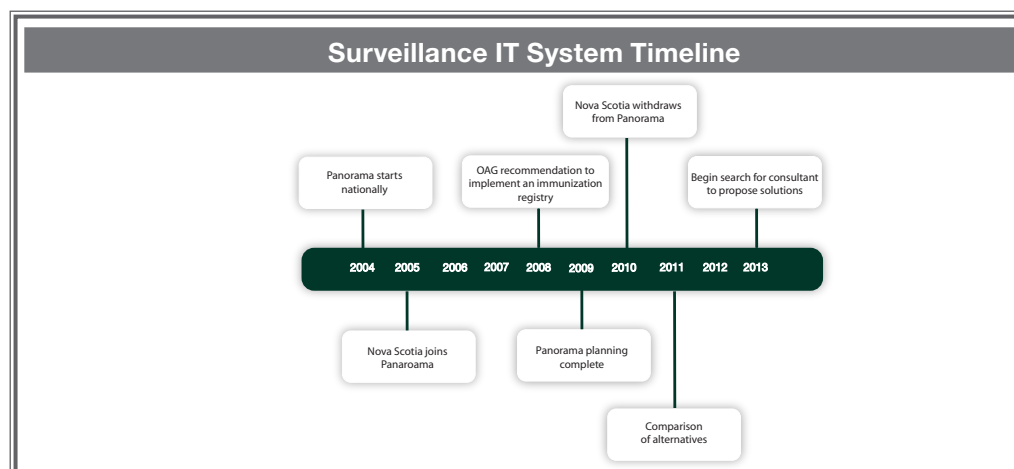 Surveillance IT System Timeline
Nova Scotia withdraws
from Panorama
Panorama starts
nationally
OAG recommendation to
implement an immunization
registry
Begin search for consultant
to propose solutions
2004 2005 2006 2007 2008 2009 2010 2011 2012 2013
Nova Scotia joins
Panaroama
Panorama planning
complete
Comparison
of alternatives